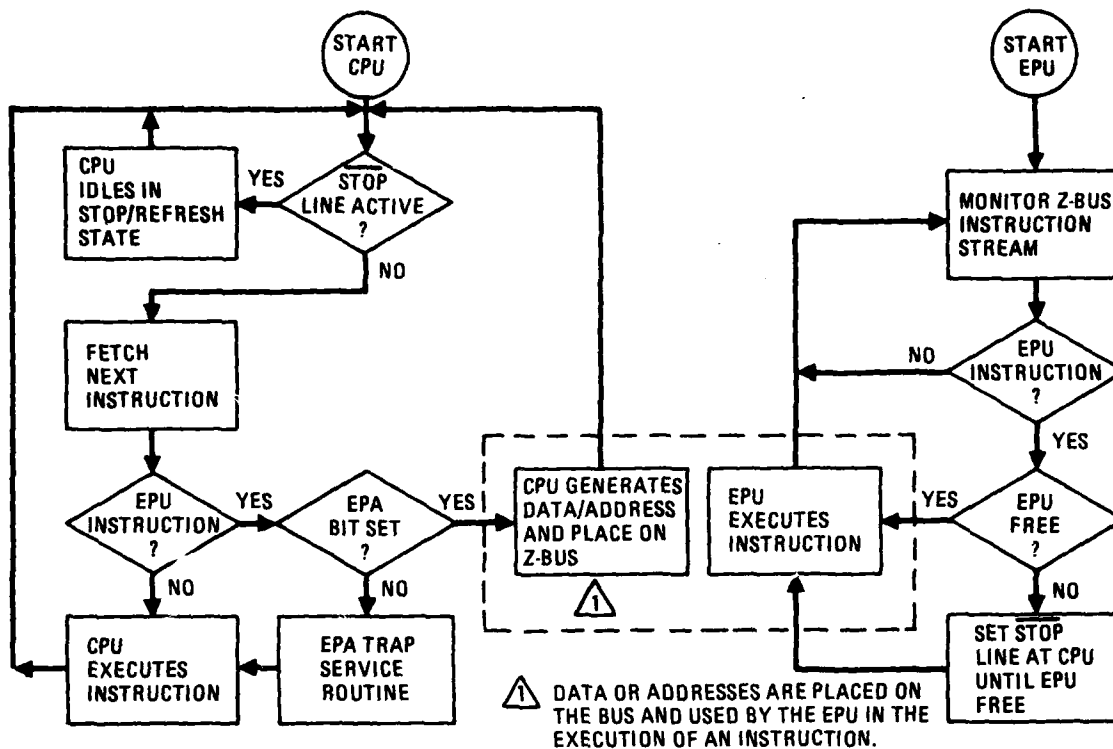 START
CPU
STOP
LINE ACTIVE
?
YES
CPU
IDLES IN
STOP/REFRESH
STATE
NO
FETCH
NEXT
INSTRUCTION
EPU
INSTRUCTION
?
YES
NO
EPA
BIT SET
?
YES
NO
CPU GENERATES
DATA/ADDRESS
AND PLACE ON
Z-BUS
1
CPU
EXECUTES
INSTRUCTION
EPA TRAP
SERVICE
ROUTINE
START
EPU
MONITOR Z-BUS
INSTRUCTION
STREAM
EPU
INSTRUCTION
?
NO
YES
EPU
FREE
?
YES
NO
EPU
EXECUTES
INSTRUCTION
SET STOP
LINE AT CPU
UNTIL EPU
FREE
1 DATA OR ADDRESSES ARE PLACED ON
THE BUS AND USED BY THE EPU IN THE
EXECUTION OF AN INSTRUCTION.